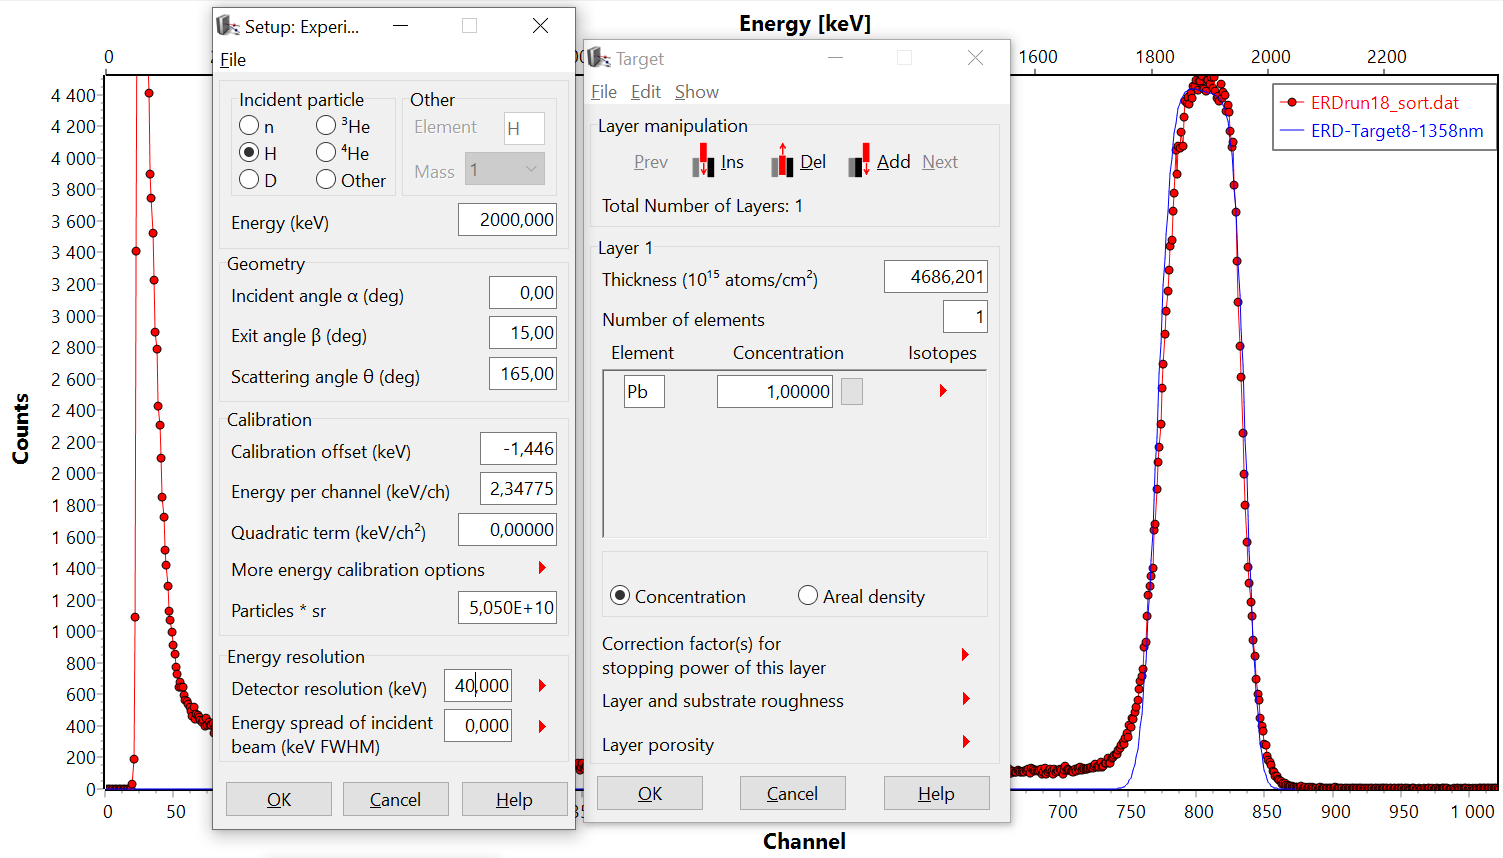 Energy [keV]
0
1600
1800
2000
2200
Counts
4 400
4 200
4 000
3 800
3 600
3 400
3 200
3 000
2 800
2 600
2 400
2 200
2 000
1 800
1 600
1 400
1 200
1 000
800
600
400
200
0
Setup: Experi...
File
Incident particle
n
³He
H
⁴He
D
Other
Other
Element H
Mass 1
Energy (keV) 2000,000
Geometry
Incident angle α (deg) 0,00
Exit angle β (deg) 15,00
Scattering angle θ (deg) 165,00
Calibration
Calibration offset (keV) -1,446
Energy per channel (keV/ch) 2,34775
Quadratic term (keV/ch²) 0,00000
More energy calibration options
Particles * sr 5,050E+10
Energy resolution
Detector resolution (keV) 40,000
Energy spread of incident
beam (keV FWHM) 0,000
OK Cancel Help
Target
File Edit Show
Layer manipulation
Prev Ins Del Add Next
Total Number of Layers: 1
Layer 1
Thickness (10¹⁵ atoms/cm²) 4686,201
Number of elements 1
Element Concentration Isotopes
Pb 1,00000
Concentration Areal density
Correction factor(s) for
stopping power of this layer
Layer and substrate roughness
Layer porosity
OK Cancel Help
ERDrun18_sort.dat
ERD-Target8-1358nm
0
50
700
750
800
850
900
950
1 000
Channel